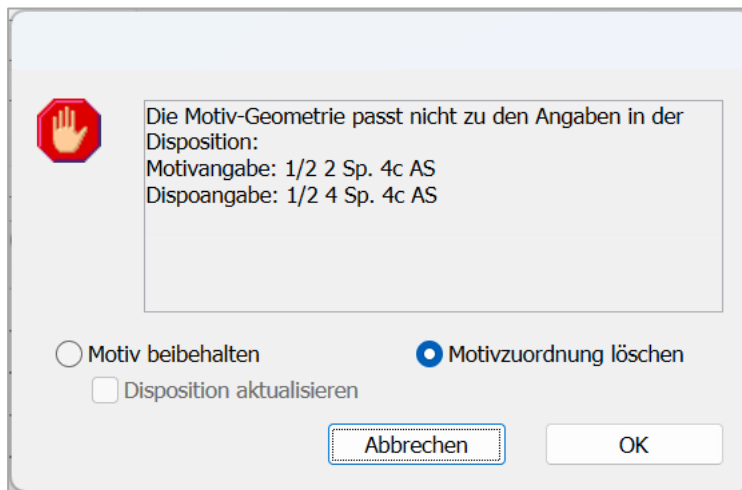 Die Motiv-Geometrie passt nicht zu den Angaben in der
Disposition:
Motivangabe: 1/2 2 Sp. 4c AS
Dispoangabe: 1/2 4 Sp. 4c AS
Motiv beibehalten
Motivzuordnung löschen
Disposition aktualisieren
Abbrechen
OK